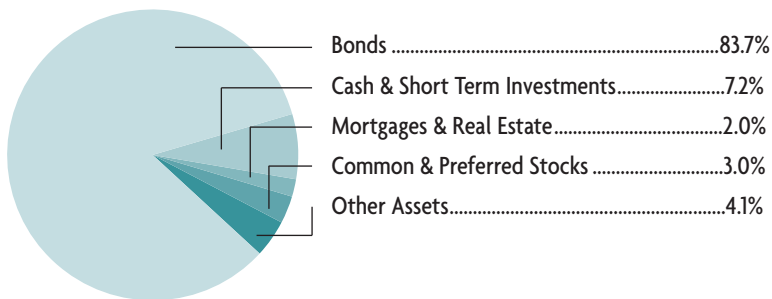 Bonds ..............................................................83.7%
Cash & Short Term Investments....................7.2%
Mortgages & Real Estate................................2.0%
Common & Preferred Stocks ........................3.0%
Other Assets....................................................4.1%